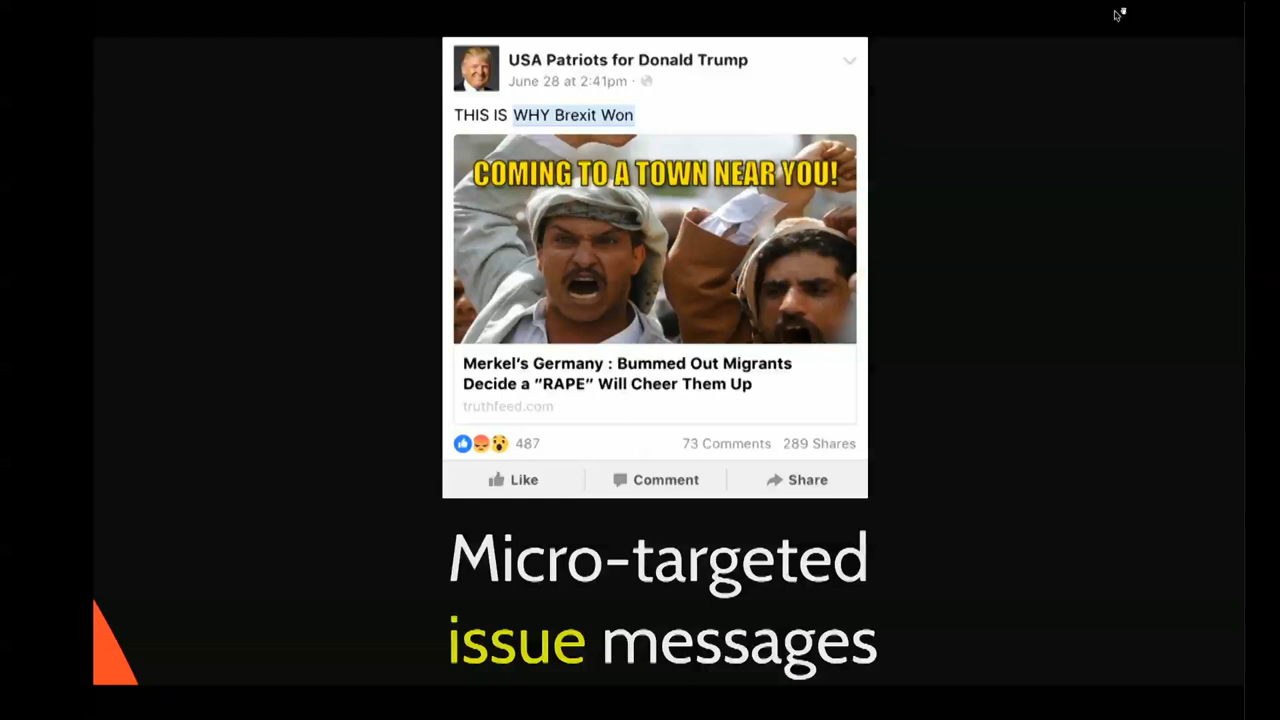 USA Patriots for Donald Trump
June 28 at 2:41pm ·
THIS IS WHY Brexit Won
COMING TO A TOWN NEAR YOU!
Merkel's Germany : Bummed Out Migrants
Decide a "RAPE" Will Cheer Them Up
truthfeed.com
487 73 Comments 289 Shares
Like Comment Share
Micro-targeted
issue messages